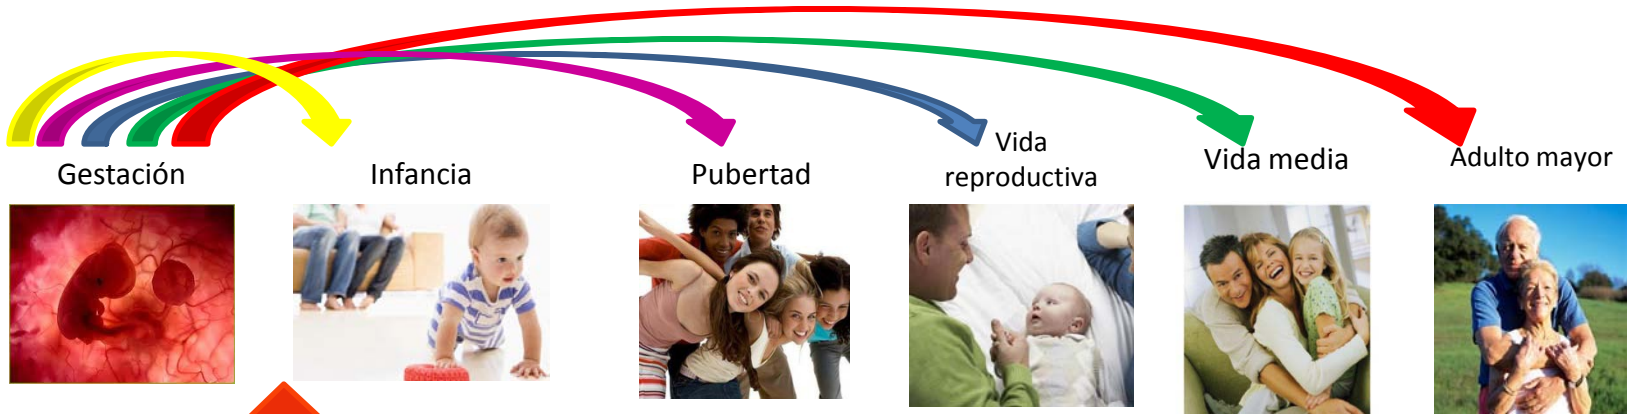 Gestación
Infancia
Pubertad
Vida
reproductiva
Vida media
Adulto mayor